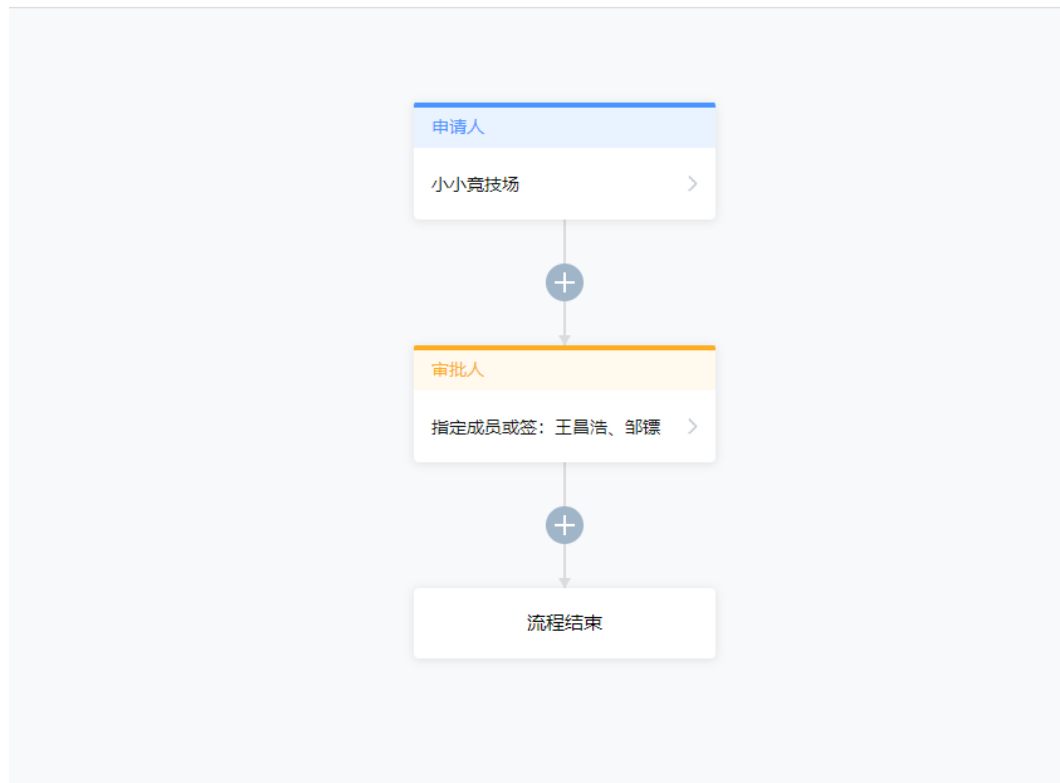 申请人
小小竞技场
审批人
指定成员或签：王昌浩、邹镖
流程结束